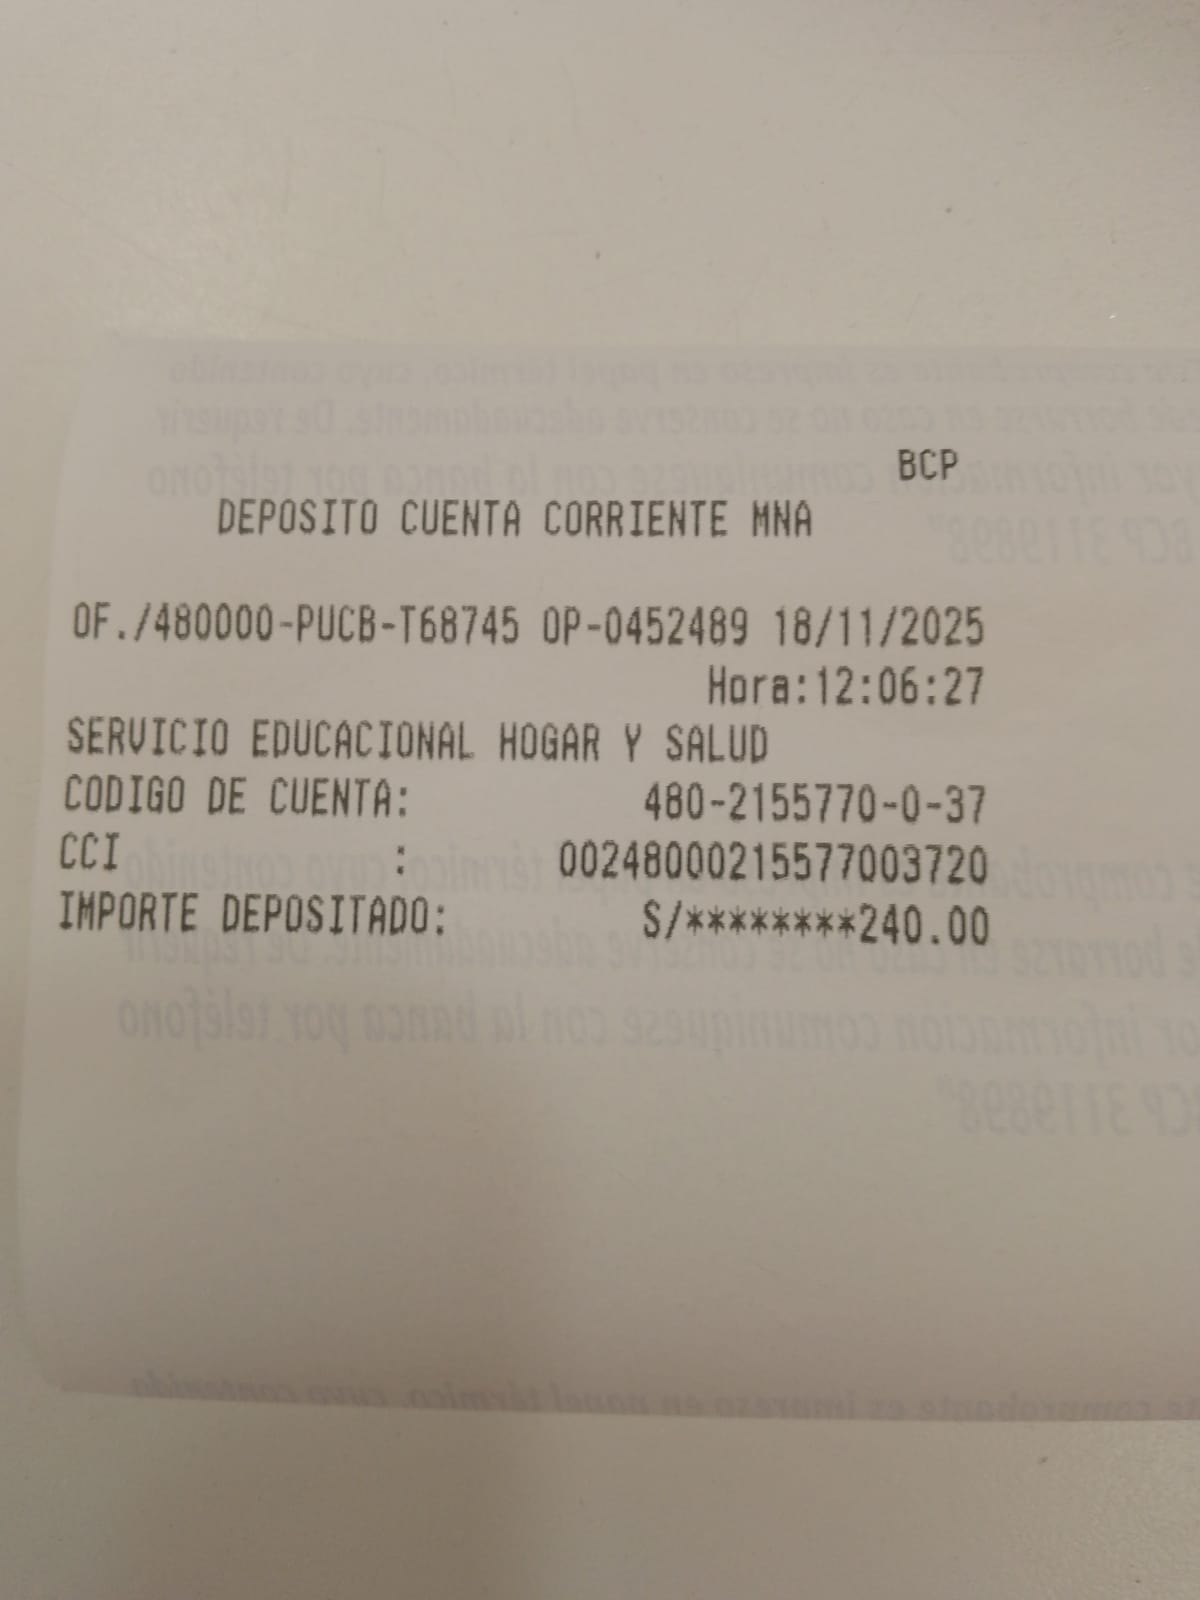 BCP
DEPOSITO CUENTA CORRIENTE MNA
OF./480000-PUCB-T68745 OP-0452489 18/11/2025
Hora:12:06:27
SERVICIO EDUCACIONAL HOGAR Y SALUD
CODIGO DE CUENTA: 480-2155770-0-37
CCI : 00248000215577003720
IMPORTE DEPOSITADO: S/********240.00